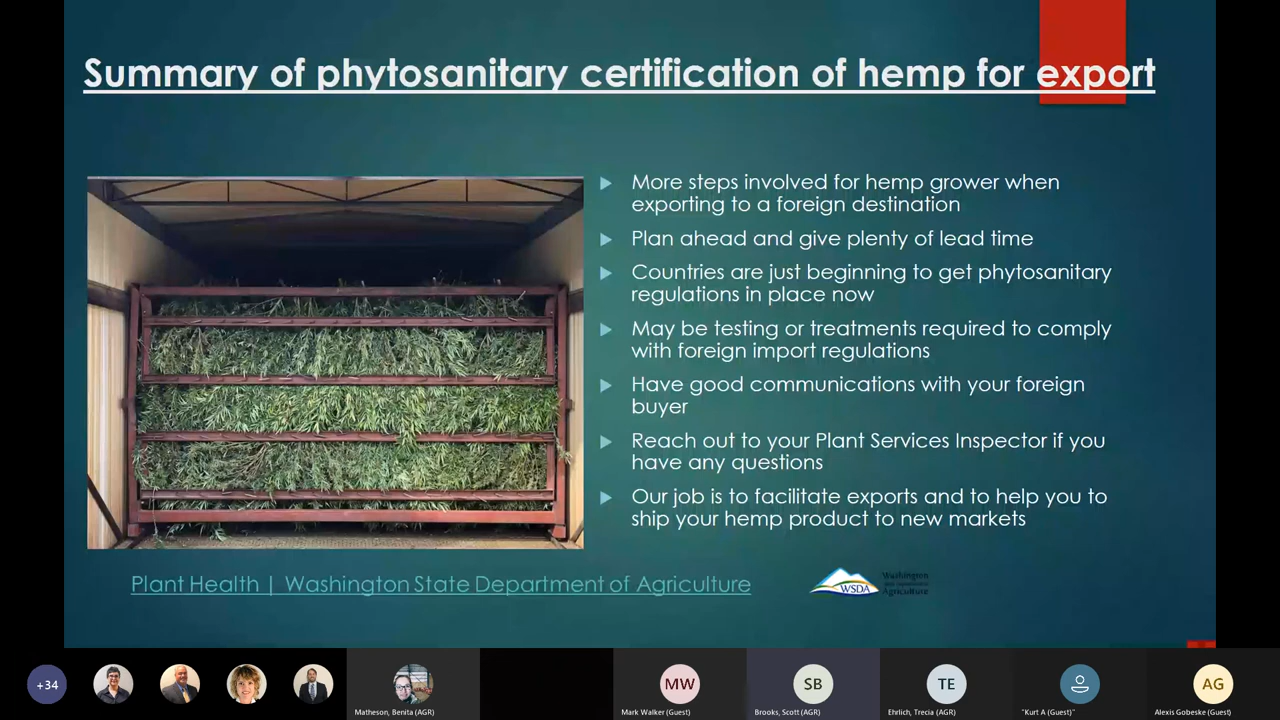 Summary of phytosanitary certification of hemp for export
More steps involved for hemp grower when
exporting to a foreign destination
Plan ahead and give plenty of lead time
Countries are just beginning to get phytosanitary
regulations in place now
May be testing or treatments required to comply
with foreign import regulations
Have good communications with your foreign
buyer
Reach out to your Plant Services Inspector if you
have any questions
Our job is to facilitate exports and to help you to
ship your hemp product to new markets
Plant Health | Washington State Department of Agriculture
WSDA
Washington
Agriculture
+34
MW
SB
TE
AG
Matheson, Benita (AGR)
Mark Walker (Guest)
Brooks, Scott (AGR)
Ehrlich, Trecia (AGR)
"Kurt A (Guest)"
Alexis Gobeske (Guest)